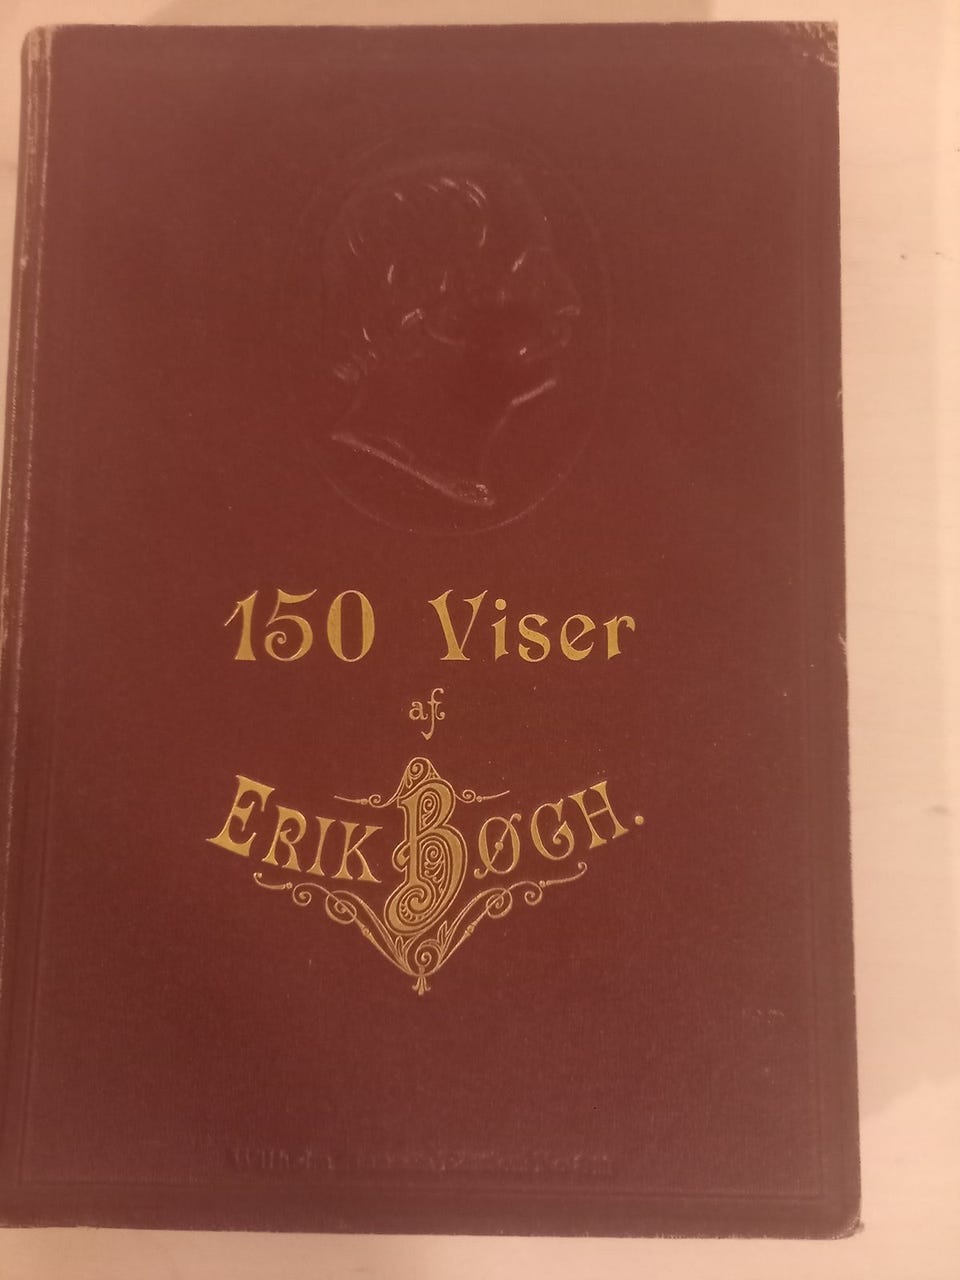 150 Viser
af
ERIK BØGH.